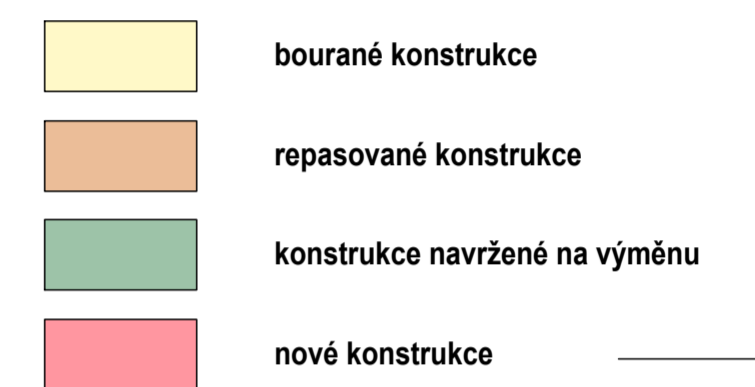 bourané konstrukce
repasované konstrukce
konstrukce navržené na výměnu
nové konstrukce